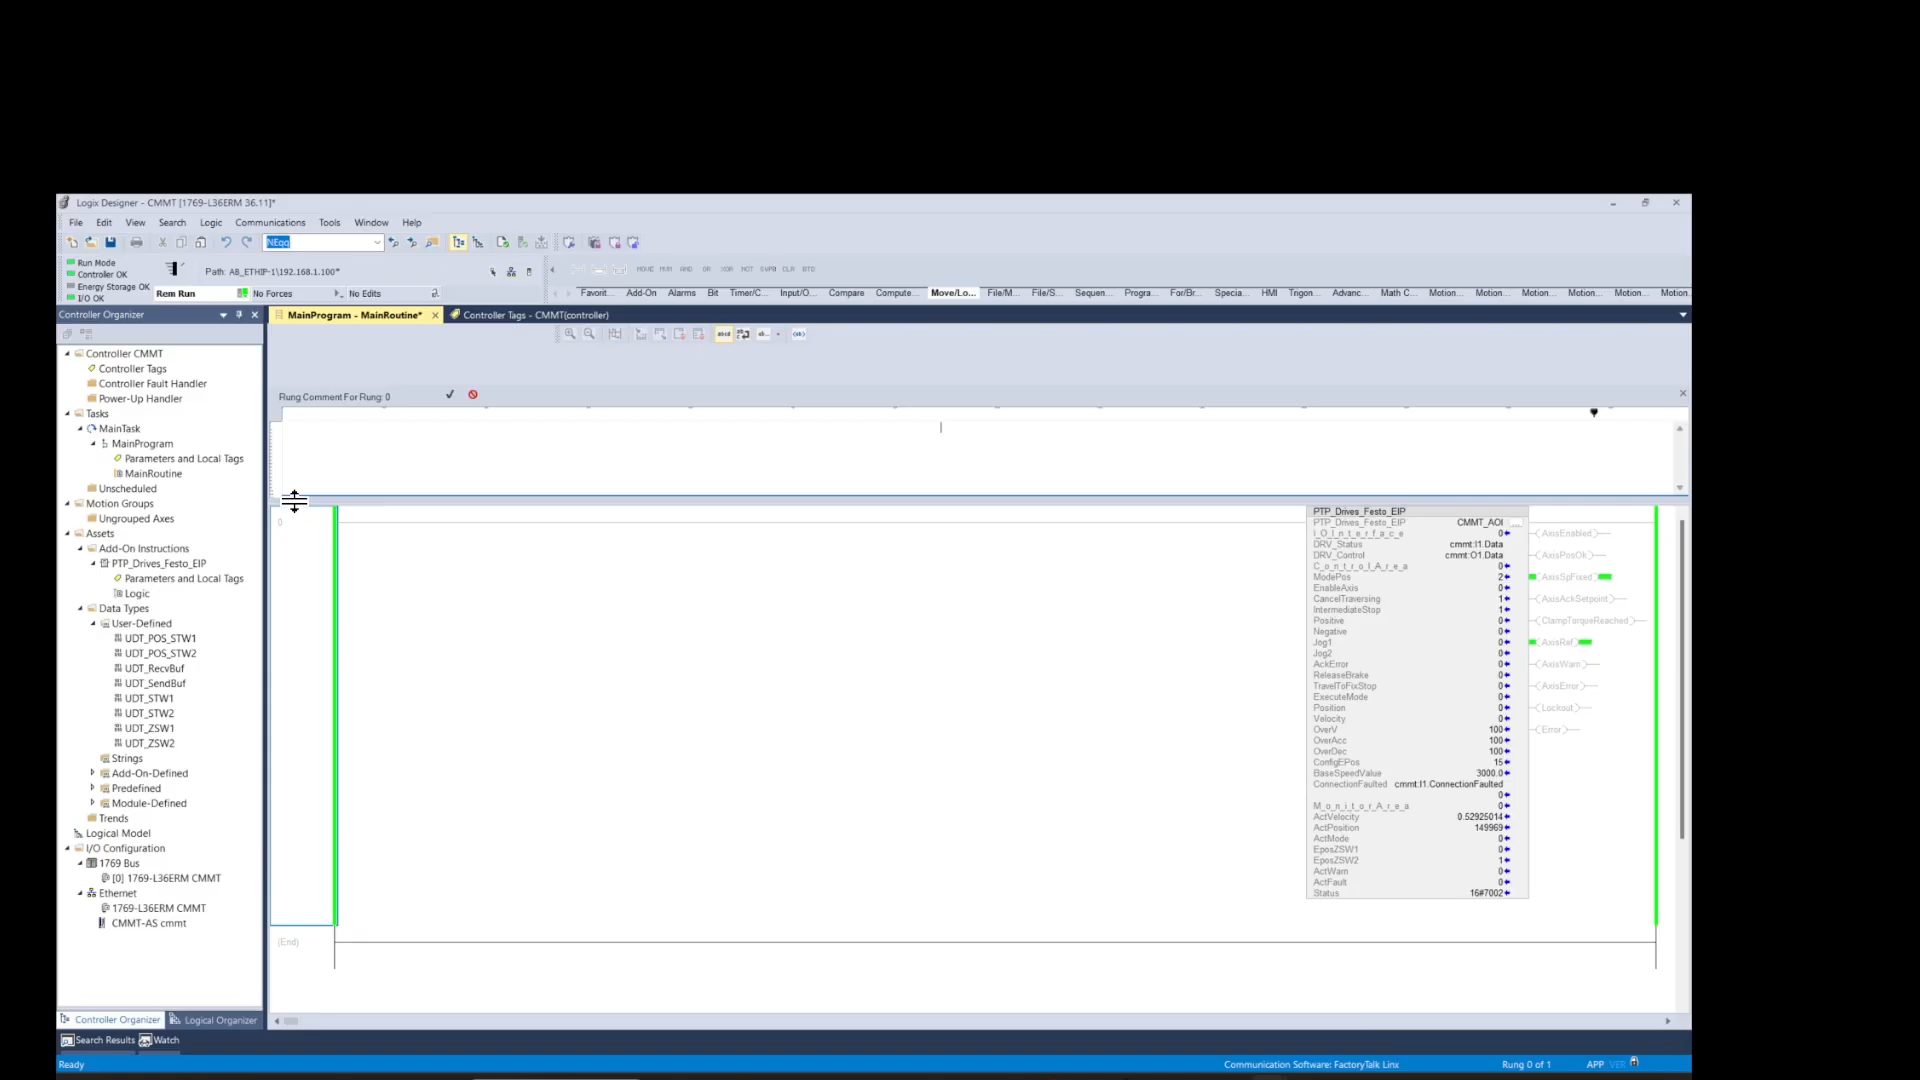 Logix Designer - CMMT [1769-L36ERM 36.11]*
File Edit View Search Logic Communications Tools Window Help
NEqq
Run Mode
Controller OK
Energy Storage OK
I/O OK
Path: AB_ETHIP-1\192.168.1.100*
Rem Run No Forces No Edits
MOVE MVM AND OR XOR NOT SWPB CLR BTD
Favorit... Add-On Alarms Bit Timer/C... Input/O... Compare Compute... Move/Lo... File/M... File/S... Sequen... Progra... For/Br... Specia... HMI Trigon... Advanc... Math C... Motion... Motion... Motion... Motion... Motion... Motion
Controller Organizer
MainProgram - MainRoutine*
Controller Tags - CMMT(controller)
Controller CMMT
Controller Tags
Controller Fault Handler
Power-Up Handler
Tasks
MainTask
MainProgram
Parameters and Local Tags
MainRoutine
Unscheduled
Motion Groups
Ungrouped Axes
Assets
Add-On Instructions
PTP_Drives_Festo_EIP
Parameters and Local Tags
Logic
Data Types
User-Defined
UDT_POS_STW1
UDT_POS_STW2
UDT_RecvBuf
UDT_SendBuf
UDT_STW1
UDT_STW2
UDT_ZSW1
UDT_ZSW2
Strings
Add-On-Defined
Predefined
Module-Defined
Trends
Logical Model
I/O Configuration
1769 Bus
[0] 1769-L36ERM CMMT
Ethernet
1769-L36ERM CMMT
CMMT-AS cmmt
Controller Organizer Logical Organizer
Rung Comment For Rung: 0
0
PTP_Drives_Festo_EIP
PTP_Drives_Festo_EIP CMMT_AOI ...
I_O_I_n_t_e_r_f_a_c_e 0
DRV_Status cmmt:I1.Data
DRV_Control cmmt:O1.Data
C_o_n_t_r_o_l_A_r_e_a 0
ModePos 2
EnableAxis 0
CancelTraversing 1
IntermediateStop 1
Positive 0
Negative 0
Jog1 0
Jog2 0
AckError 0
ReleaseBrake 0
TravelToFixStop 0
ExecuteMode 0
Position 0
Velocity 0
OverV 100
OverAcc 100
OverDec 100
ConfigEPos 15
BaseSpeedValue 3000.0
ConnectionFaulted cmmt:I1.ConnectionFaulted
0
M_o_n_i_t_o_r_A_r_e_a 0
ActVelocity 0.52925014
ActPosition 149969
ActMode 0
EposZSW1 0
EposZSW2 1
ActWarn 0
ActFault 0
Status 16#7002
AxisEnabled
AxisPosOk
AxisSpFixed
AxisAckSetpoint
ClampTorqueReached
AxisRef
AxisWarn
AxisError
Lockout
Error
(End)
Search Results Watch
Ready
Communication Software: FactoryTalk Linx
Rung 0 of 1
APP VER